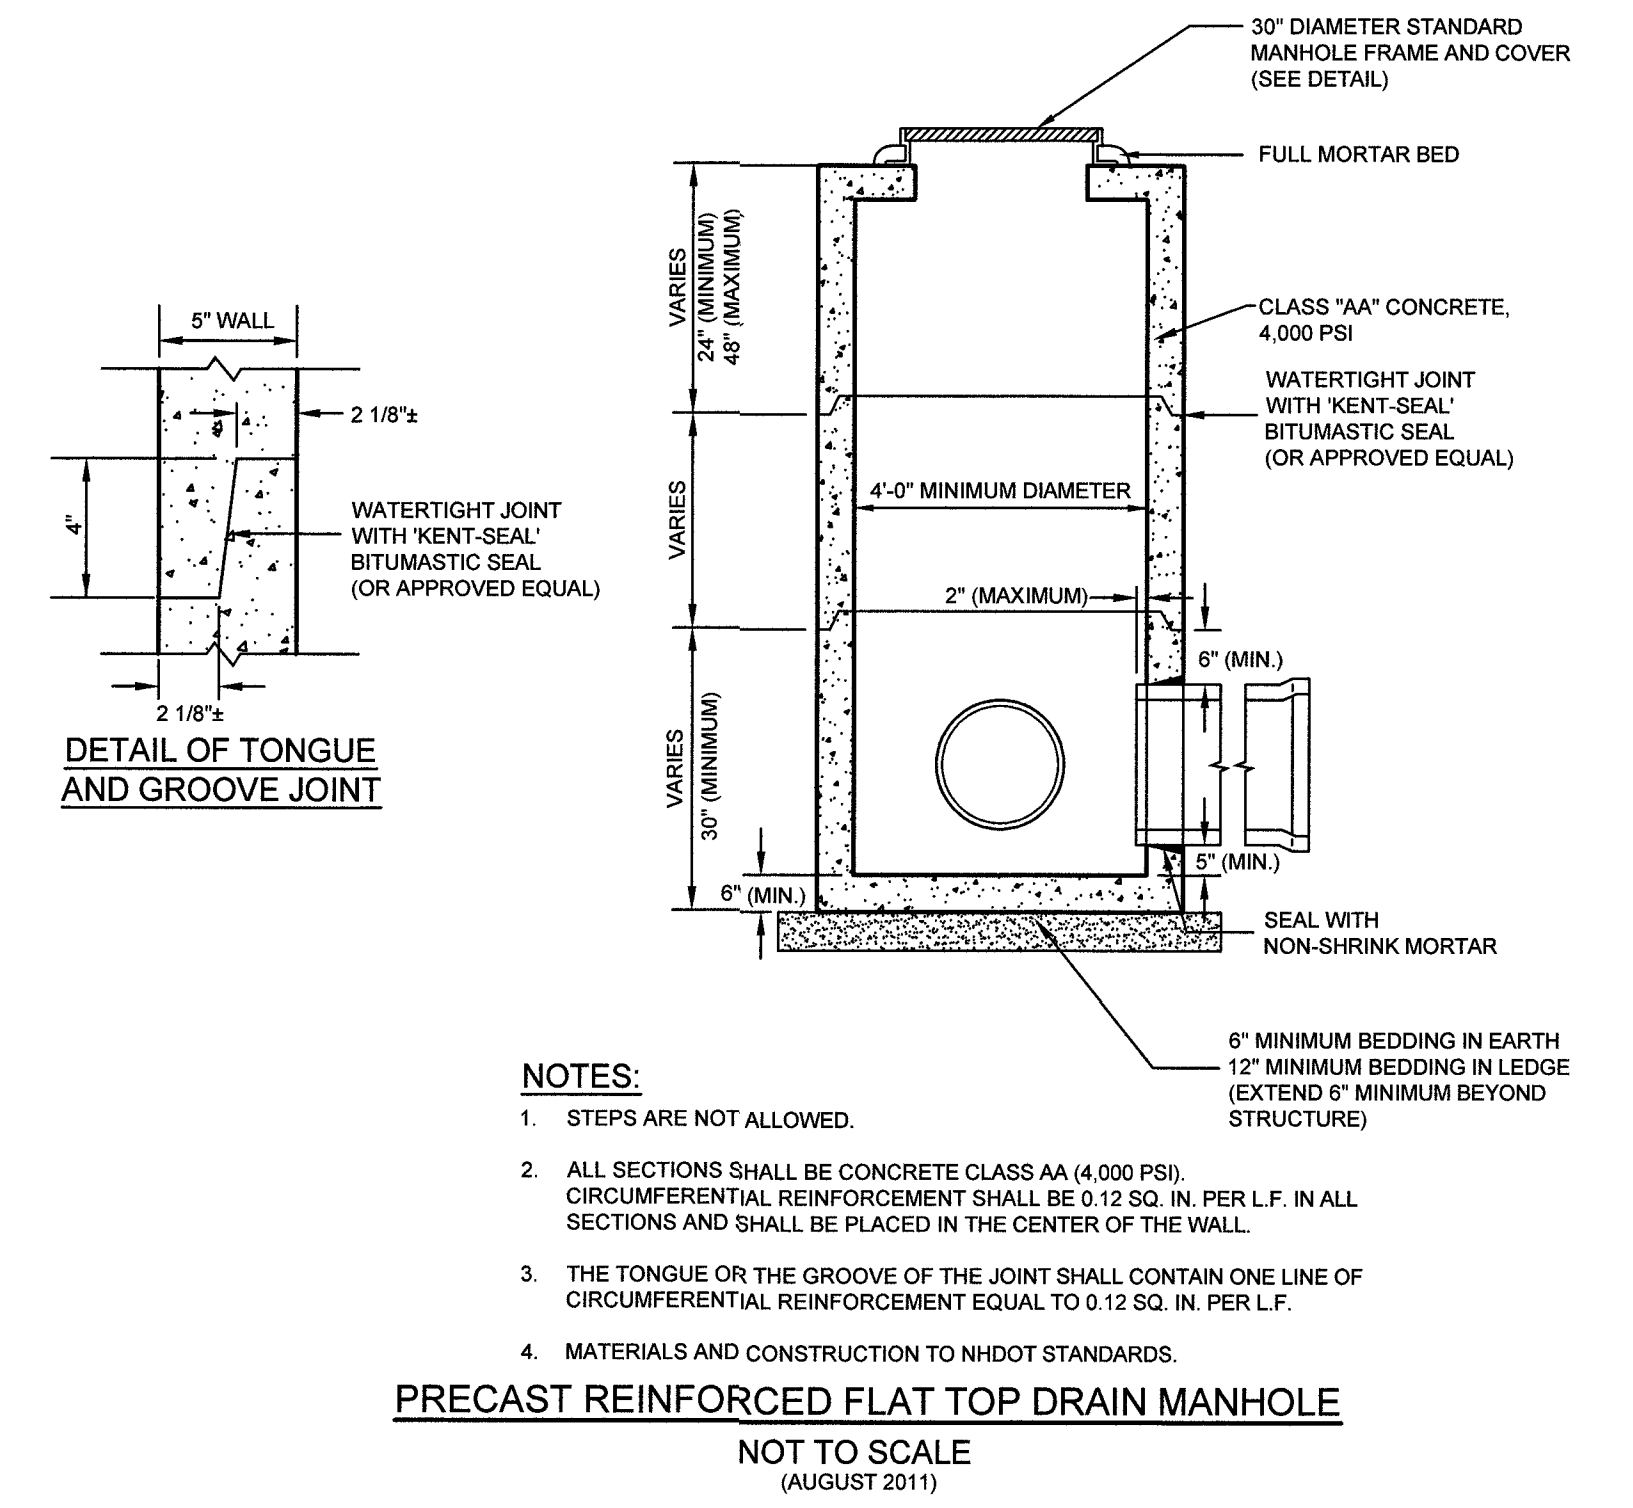 30" DIAMETER STANDARD
MANHOLE FRAME AND COVER
(SEE DETAIL)
FULL MORTAR BED
VARIES
24" (MINIMUM)
48" (MAXIMUM)
CLASS "AA" CONCRETE,
4,000 PSI
WATERTIGHT JOINT
WITH 'KENT-SEAL'
BITUMASTIC SEAL
(OR APPROVED EQUAL)
5" WALL
2 1/8"±
4"
WATERTIGHT JOINT
WITH 'KENT-SEAL'
BITUMASTIC SEAL
(OR APPROVED EQUAL)
2 1/8"±
DETAIL OF TONGUE
AND GROOVE JOINT
VARIES
4'-0" MINIMUM DIAMETER
2" (MAXIMUM)
6" (MIN.)
VARIES
30" (MINIMUM)
6" (MIN.)
5" (MIN.)
SEAL WITH
NON-SHRINK MORTAR
6" MINIMUM BEDDING IN EARTH
12" MINIMUM BEDDING IN LEDGE
(EXTEND 6" MINIMUM BEYOND
STRUCTURE)
NOTES:
1. STEPS ARE NOT ALLOWED.
2. ALL SECTIONS SHALL BE CONCRETE CLASS AA (4,000 PSI).
CIRCUMFERENTIAL REINFORCEMENT SHALL BE 0.12 SQ. IN. PER L.F. IN ALL
SECTIONS AND SHALL BE PLACED IN THE CENTER OF THE WALL.
3. THE TONGUE OR THE GROOVE OF THE JOINT SHALL CONTAIN ONE LINE OF
CIRCUMFERENTIAL REINFORCEMENT EQUAL TO 0.12 SQ. IN. PER L.F.
4. MATERIALS AND CONSTRUCTION TO NHDOT STANDARDS.
PRECAST REINFORCED FLAT TOP DRAIN MANHOLE
NOT TO SCALE
(AUGUST 2011)